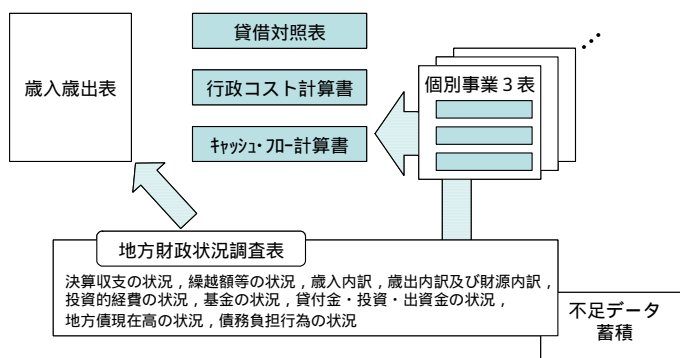 歳入歳出表
貸借対照表
行政コスト計算書
ｷｬｯｼｭ・ﾌﾛｰ計算書
個別事業３表
地方財政状況調査表
決算収支の状況，繰越額等の状況，歳入内訳，歳出内訳及び財源内訳，
投資的経費の状況，基金の状況，貸付金・投資・出資金の状況，
地方債現在高の状況，債務負担行為の状況
不足データ
蓄積